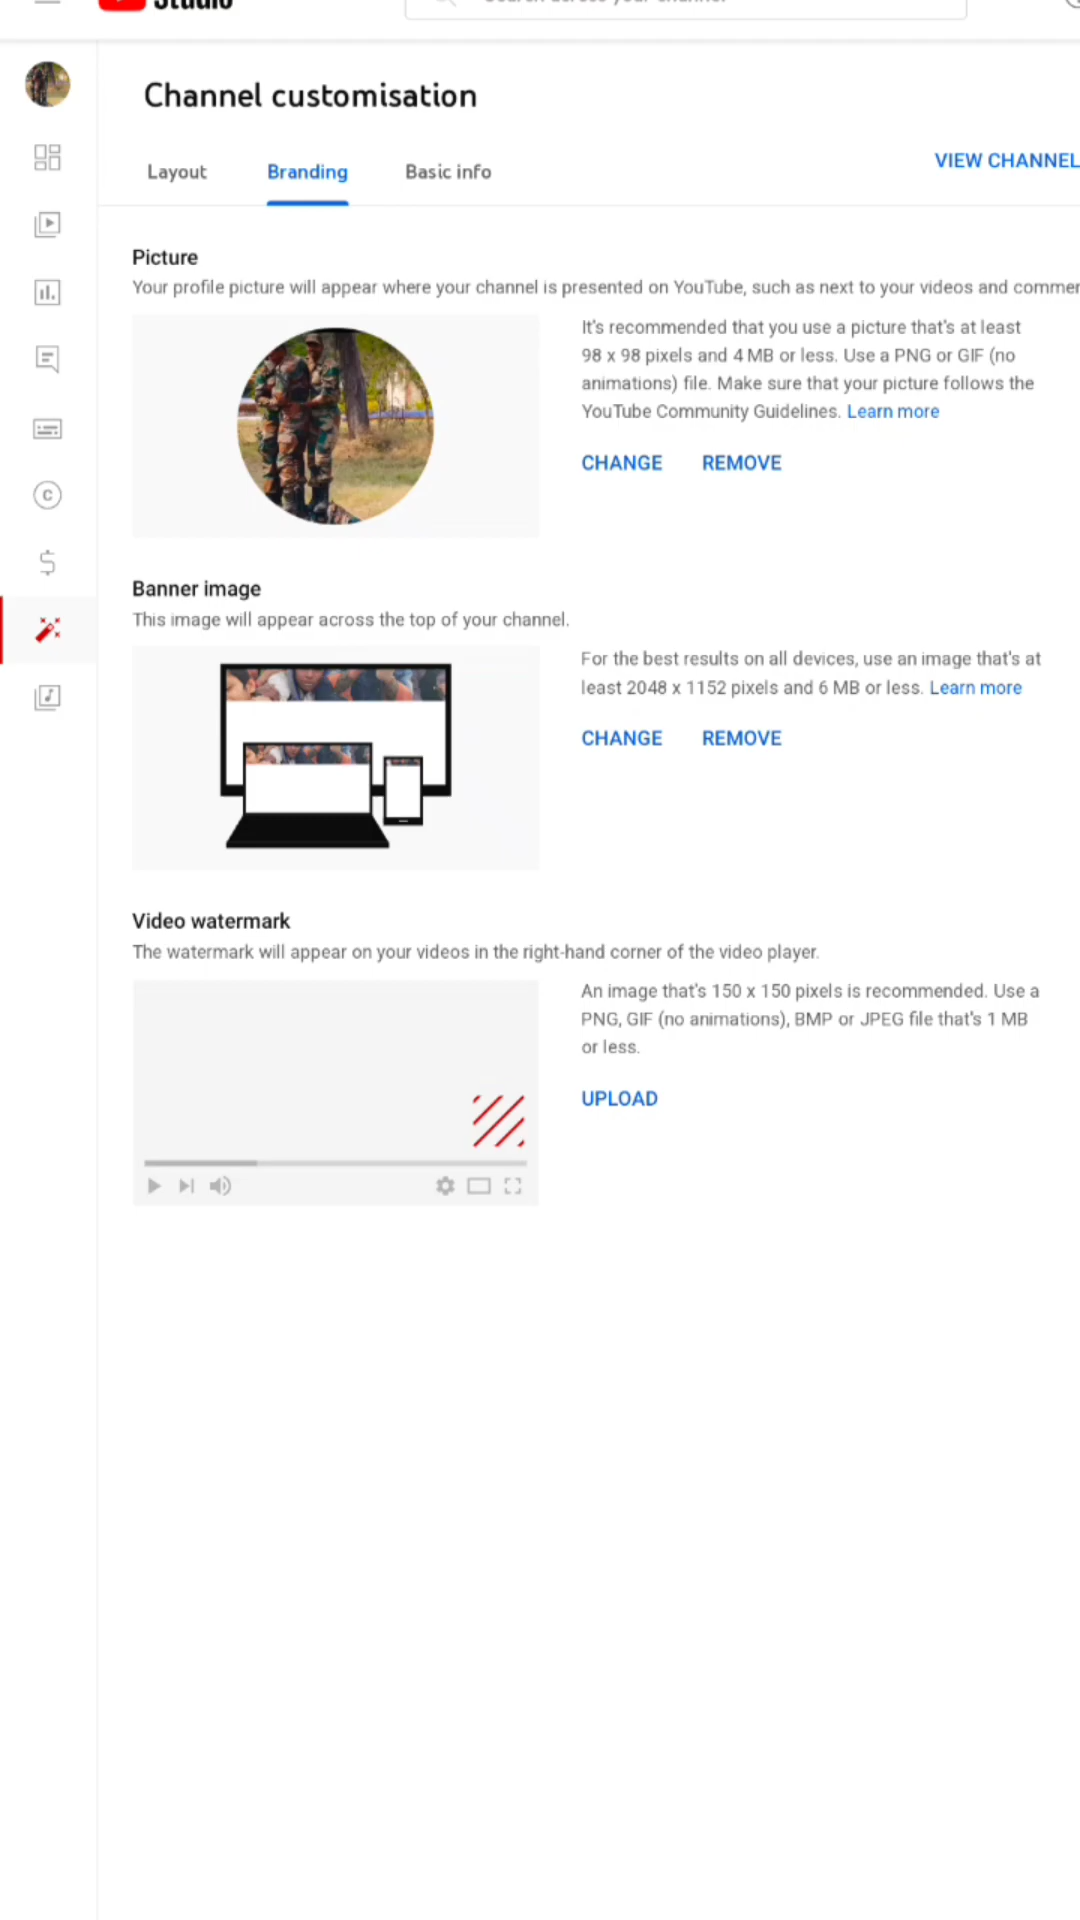 Studio
Search across your channel
Channel customisation
Layout Branding Basic info
VIEW CHANNEL
Picture
Your profile picture will appear where your channel is presented on YouTube, such as next to your videos and
It's recommended that you use a picture that's at least
98 x 98 pixels and 4 MB or less. Use a PNG or GIF (no
animations) file. Make sure that your picture follows the
YouTube Community Guidelines. Learn more
CHANGE REMOVE
Banner image
This image will appear across the top of your channel.
For the best results on all devices, use an image that's at
least 2048 x 1152 pixels and 6 MB or less. Learn more
CHANGE REMOVE
Video watermark
The watermark will appear on your videos in the right-hand corner of the video player.
An image that's 150 x 150 pixels is recommended. Use a
PNG, GIF (no animations), BMP or JPEG file that's 1 MB
or less.
UPLOAD